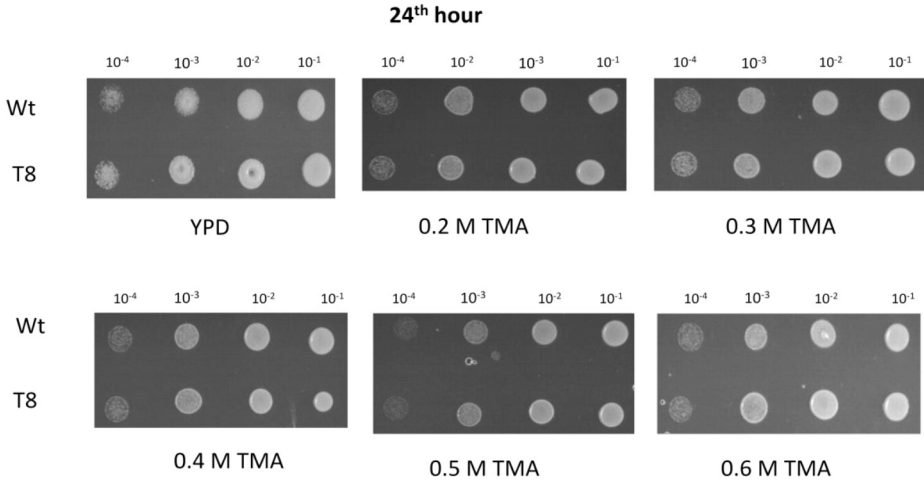 24th hour
10-4 10-3 10-2 10-1 10-4 10-2 10-3 10-1 10-4 10-3 10-2 10-1
Wt
T8
YPD 0.2 M TMA 0.3 M TMA
10-4 10-3 10-2 10-1 10-4 10-3 10-2 10-1 10-4 10-3 10-2 10-1
Wt
T8
0.4 M TMA 0.5 M TMA 0.6 M TMA